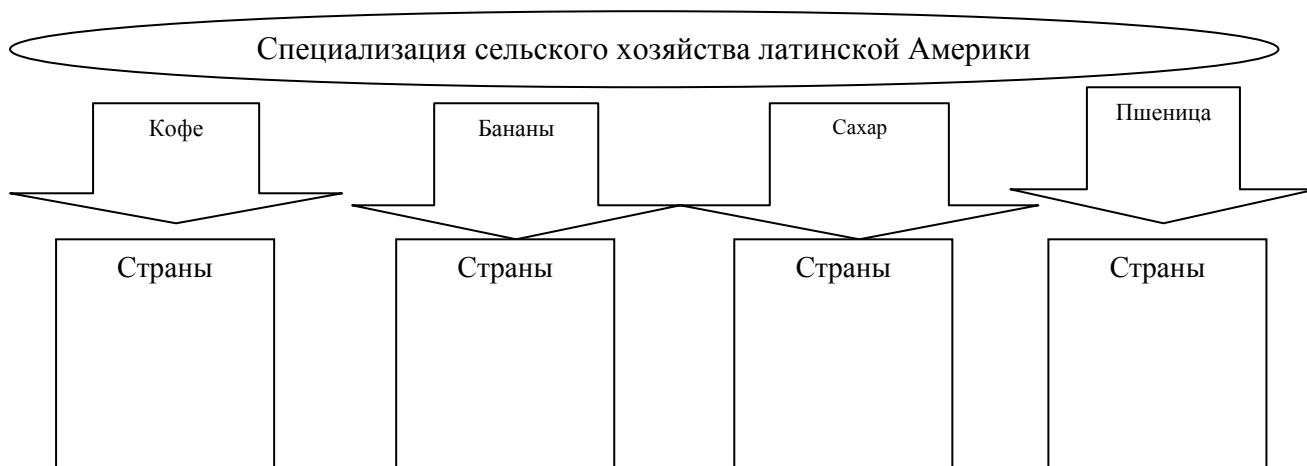 Специализация сельского хозяйства латинской Америки
Кофе
Бананы
Сахар
Пшеница
Страны
Страны
Страны
Страны